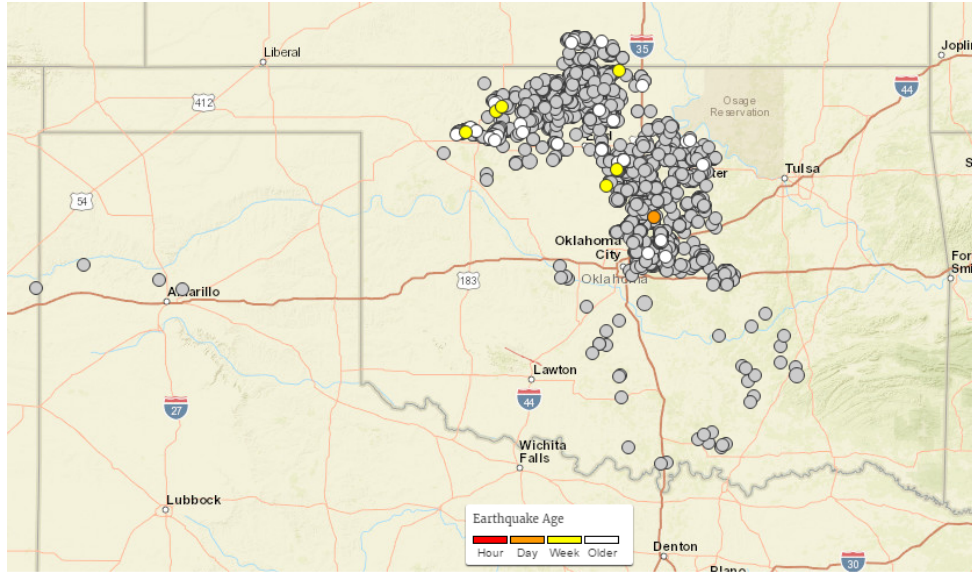 Liberal
35
Joplin
412
44
Osage
Reservation
Tulsa
54
Oklahoma
City
Oklahoma
183
Amarillo
Lawton
44
27
Wichita
Falls
Lubbock
Earthquake Age
Hour Day Week Older
Denton
30